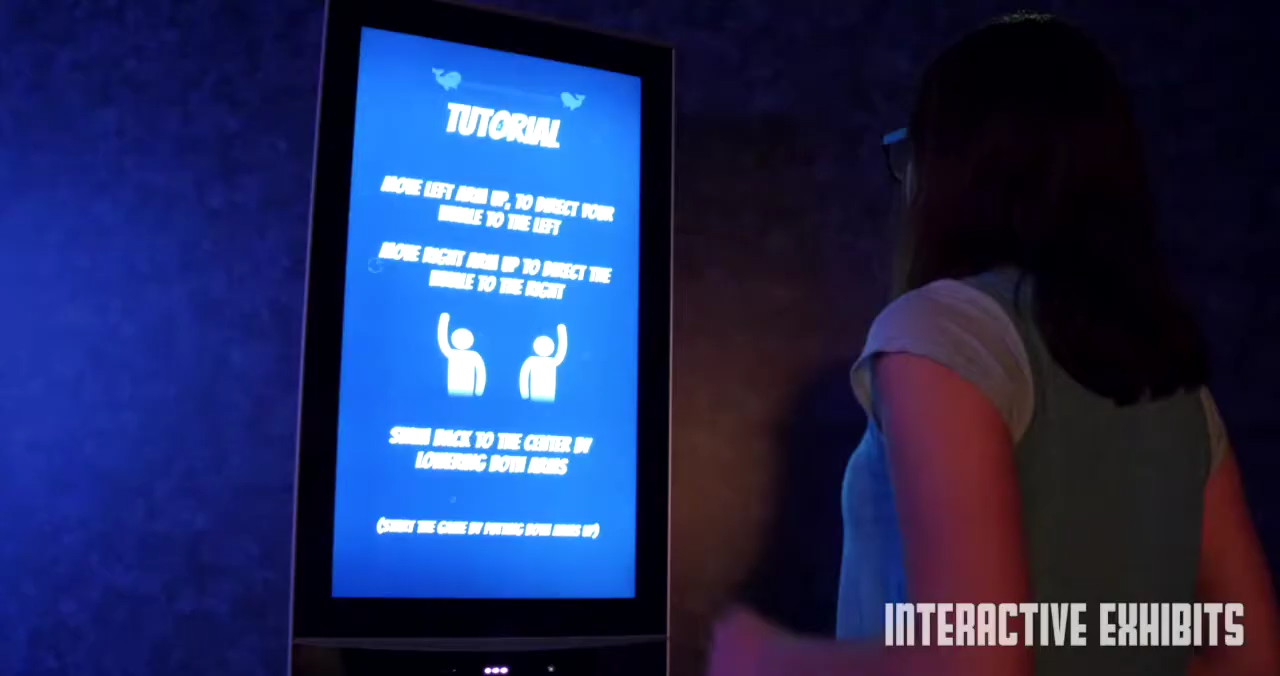 TUTORIAL
MOVE LEFT ARM UP, TO DIRECT YOUR
WHALE TO THE LEFT
MOVE RIGHT ARM UP TO DIRECT THE
WHALE TO THE RIGHT
SWIM BACK TO THE CENTER BY
LOWERING BOTH ARMS
(START THE GAME BY PUTTING BOTH ARMS UP)
INTERACTIVE EXHIBITS